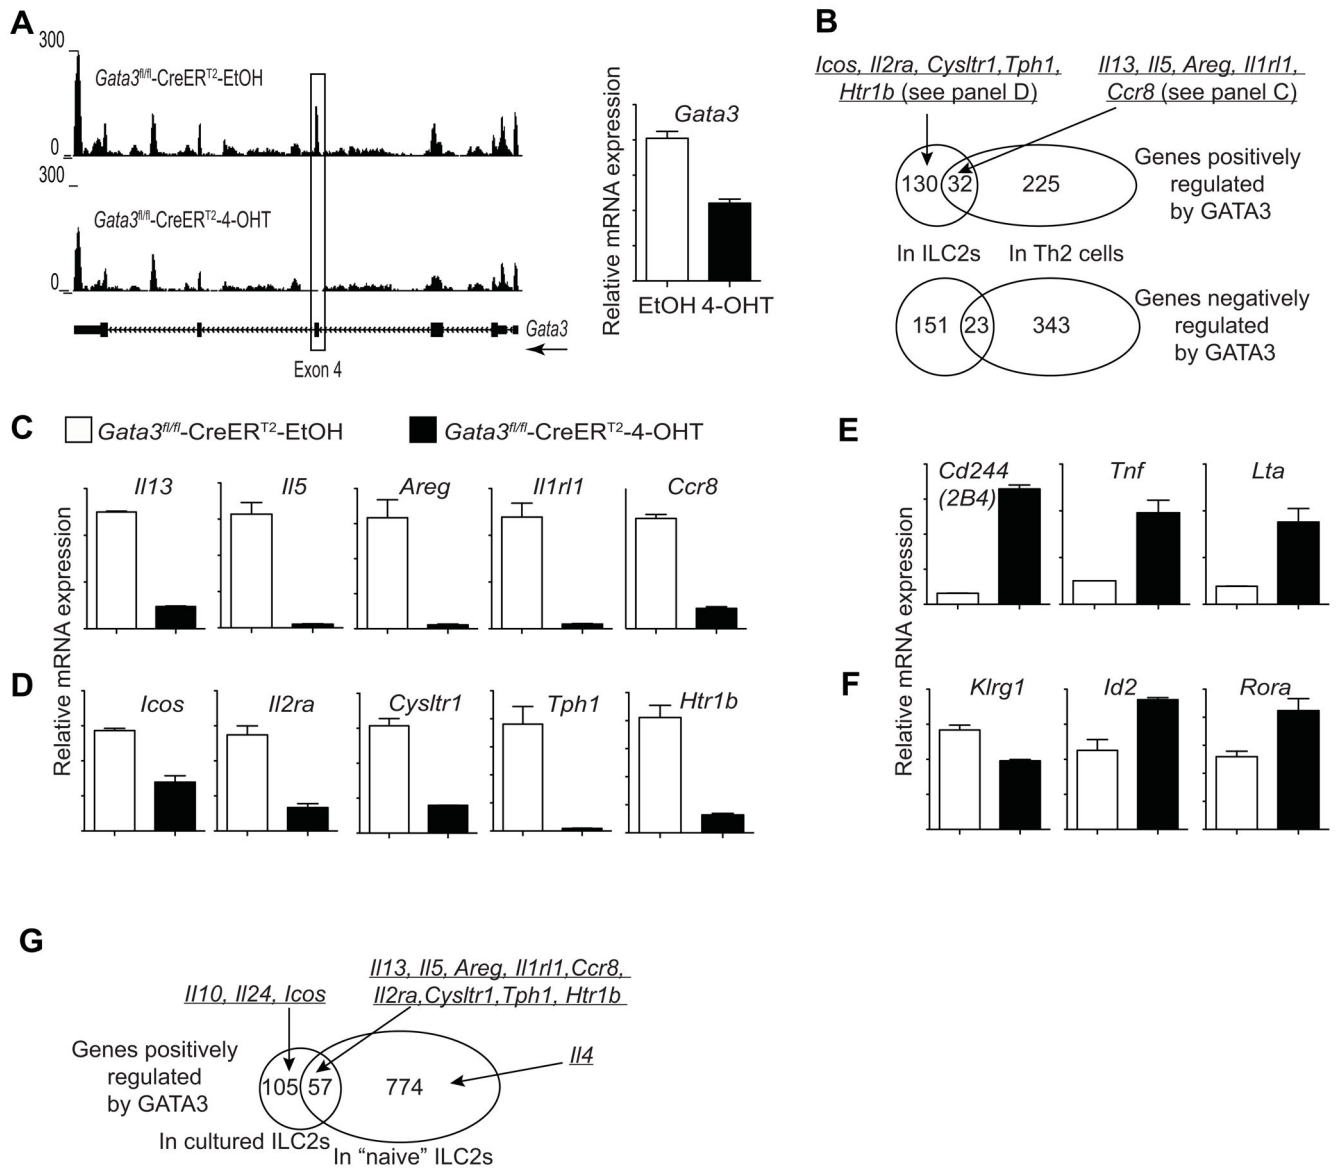 A
300
Gata3fl/fl-CreERT2-EtOH
0
300
Gata3fl/fl-CreERT2-4-OHT
0
Gata3
Exon 4
Relative mRNA expression
Gata3
EtOH 4-OHT
B
Icos, Il2ra, Cysltr1,Tph1,
Htr1b (see panel D)
Il13, Il5, Areg, Il1rl1,
Ccr8 (see panel C)
130 32 225
Genes positively
regulated
by GATA3
In ILC2s In Th2 cells
151 23 343
Genes negatively
regulated
by GATA3
C
Gata3fl/fl-CreERT2-EtOH
Gata3fl/fl-CreERT2-4-OHT
Relative mRNA expression
Il13 Il5 Areg Il1rl1 Ccr8
D
Icos Il2ra Cysltr1 Tph1 Htr1b
E
Relative mRNA expression
Cd244
(2B4)
Tnf Lta
F
Klrg1 Id2 Rora
G
Il10, Il24, Icos
Il13, Il5, Areg, Il1rl1,Ccr8,
Il2ra,Cysltr1,Tph1, Htr1b
Il4
Genes positively
regulated
by GATA3
105 57 774
In cultured ILC2s
In “naive” ILC2s